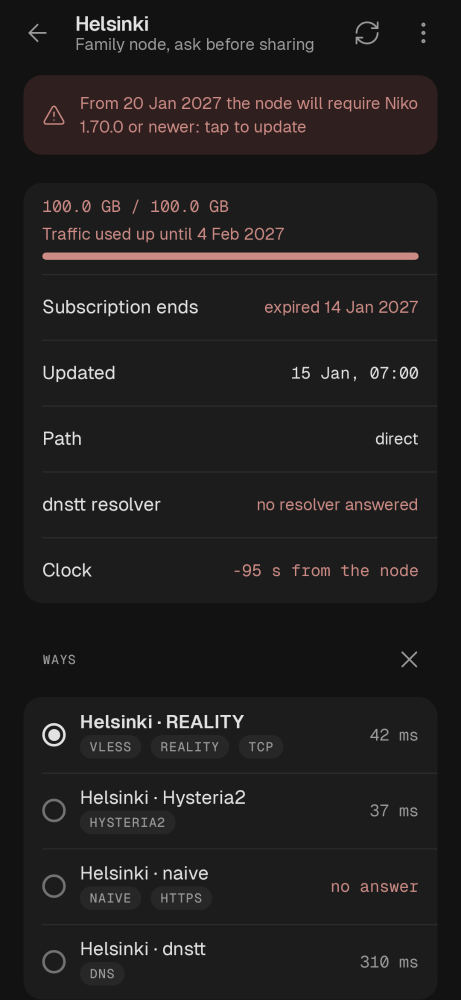 Helsinki
Family node, ask before sharing
From 20 Jan 2027 the node will require Niko
1.70.0 or newer: tap to update
100.0 GB / 100.0 GB
Traffic used up until 4 Feb 2027
Subscription ends expired 14 Jan 2027
Updated 15 Jan, 07:00
Path direct
dnstt resolver no resolver answered
Clock -95 s from the node
WAYS
Helsinki · REALITY 42 ms
VLESS REALITY TCP
Helsinki · Hysteria2 37 ms
HYSTERIA2
Helsinki · naive no answer
NAIVE HTTPS
Helsinki · dnstt 310 ms
DNS